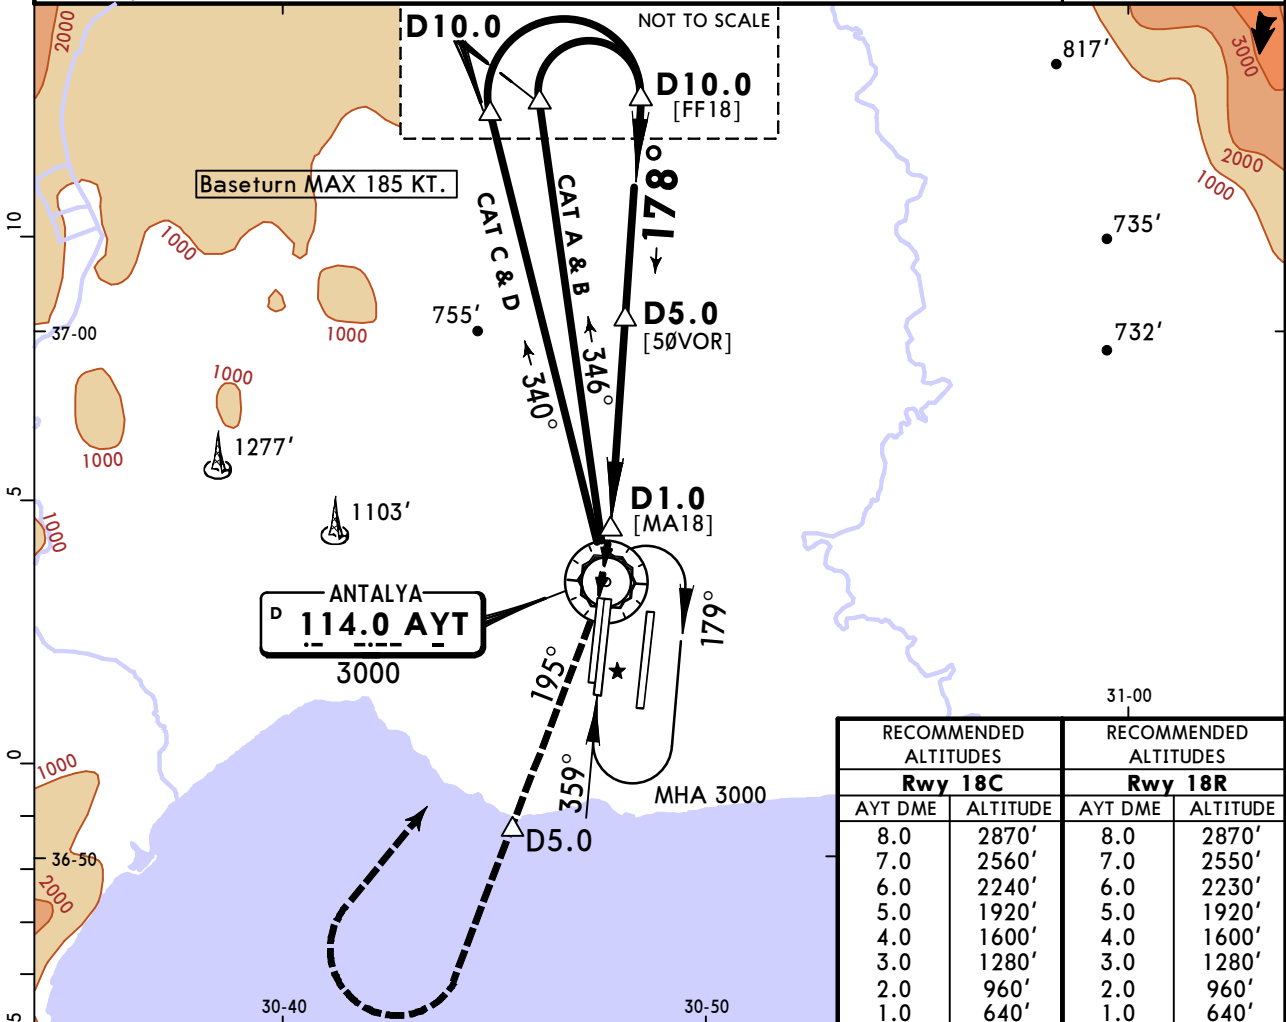 2000
D10.0
NOT TO SCALE
817'
3000
D10.0
[FF18]
2000
1000
Baseturn MAX 185 KT.
CAT C & D
CAT A & B
178°
10
1000
735'
755'
D5.0
[5ØVOR]
37-00
1000
732'
340°
346°
1000
1277'
1000
5
D1.0
[MA18]
1103'
1000
ANTALYA
D 114.0 AYT
3000
179°
195°
31-00
0
1000
359°
MHA 3000
D5.0
36-50
2000
30-40
30-50
5
RECOMMENDED ALTITUDES
Rwy 18C
AYT DME ALTITUDE
8.0 2870'
7.0 2560'
6.0 2240'
5.0 1920'
4.0 1600'
3.0 1280'
2.0 960'
1.0 640'
RECOMMENDED ALTITUDES
Rwy 18R
AYT DME ALTITUDE
8.0 2870'
7.0 2550'
6.0 2230'
5.0 1920'
4.0 1600'
3.0 1280'
2.0 960'
1.0 640'